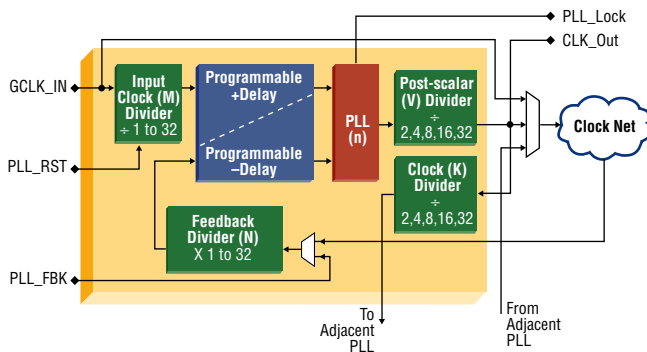 PLL_Lock
CLK_Out
GCLK_IN
Input
Clock (M)
Divider
÷ 1 to 32
Programmable
+Delay
Programmable
–Delay
PLL
(n)
Post-scalar
(V) Divider
÷
2,4,8,16,32
Clock Net
PLL_RST
Clock (K)
Divider
÷
2,4,8,16,32
Feedback
Divider (N)
X 1 to 32
PLL_FBK
To
Adjacent
PLL
From
Adjacent
PLL